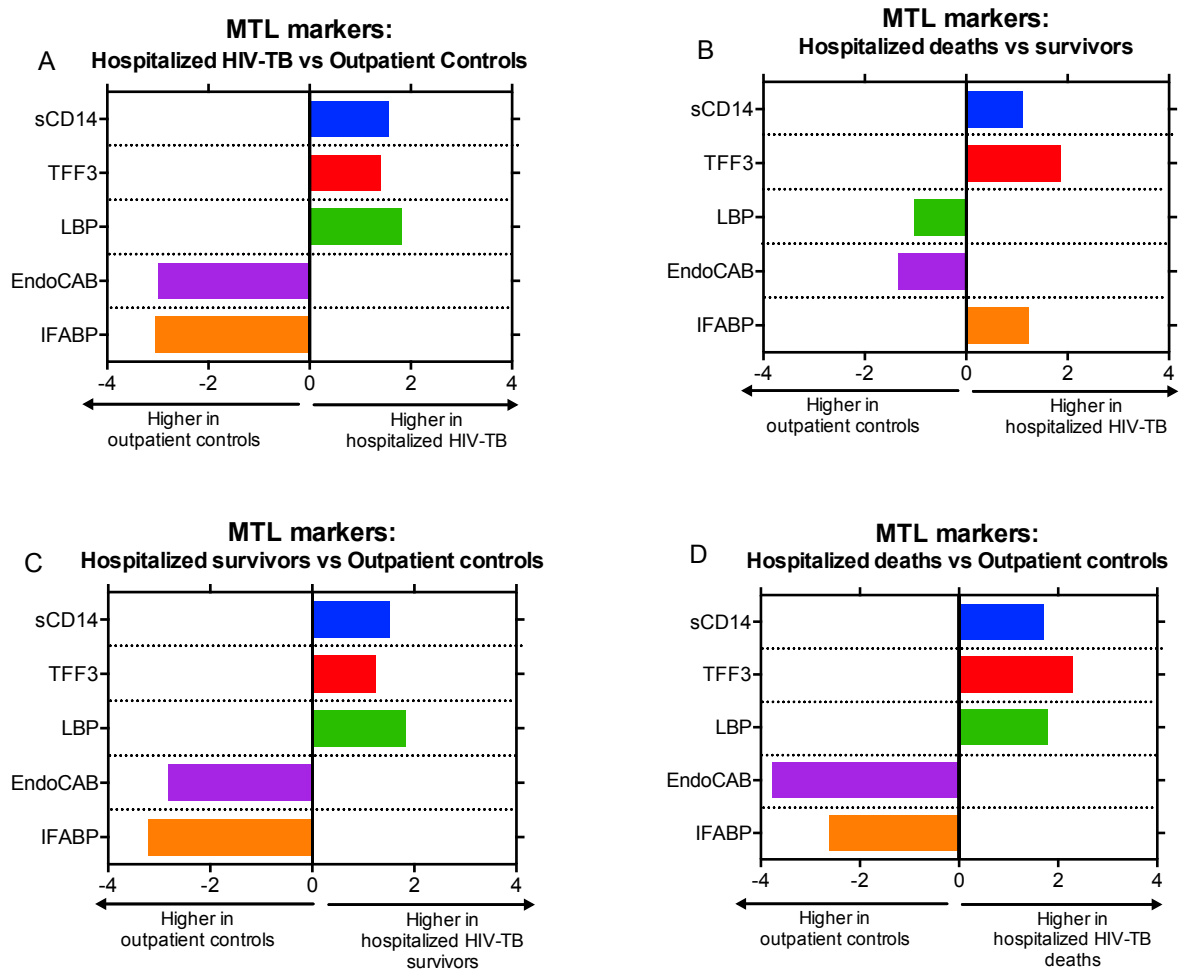 A
MTL markers:
Hospitalized HIV-TB vs Outpatient Controls
sCD14
TFF3
LBP
EndoCAB
IFABP
-4 -2 0 2 4
Higher in
outpatient controls
Higher in
hospitalized HIV-TB
B
MTL markers:
Hospitalized deaths vs survivors
-4 -2 0 2 4
sCD14
TFF3
LBP
EndoCAB
IFABP
-4 -2 0 2 4
Higher in
outpatient controls
Higher in
hospitalized HIV-TB
C
MTL markers:
Hospitalized survivors vs Outpatient controls
sCD14
TFF3
LBP
EndoCAB
IFABP
-4 -2 0 2 4
Higher in
outpatient controls
Higher in
hospitalized HIV-TB
survivors
D
MTL markers:
Hospitalized deaths vs Outpatient controls
sCD14
TFF3
LBP
EndoCAB
IFABP
-4 -2 0 2 4
Higher in
outpatient controls
Higher in
hospitalized HIV-TB
deaths